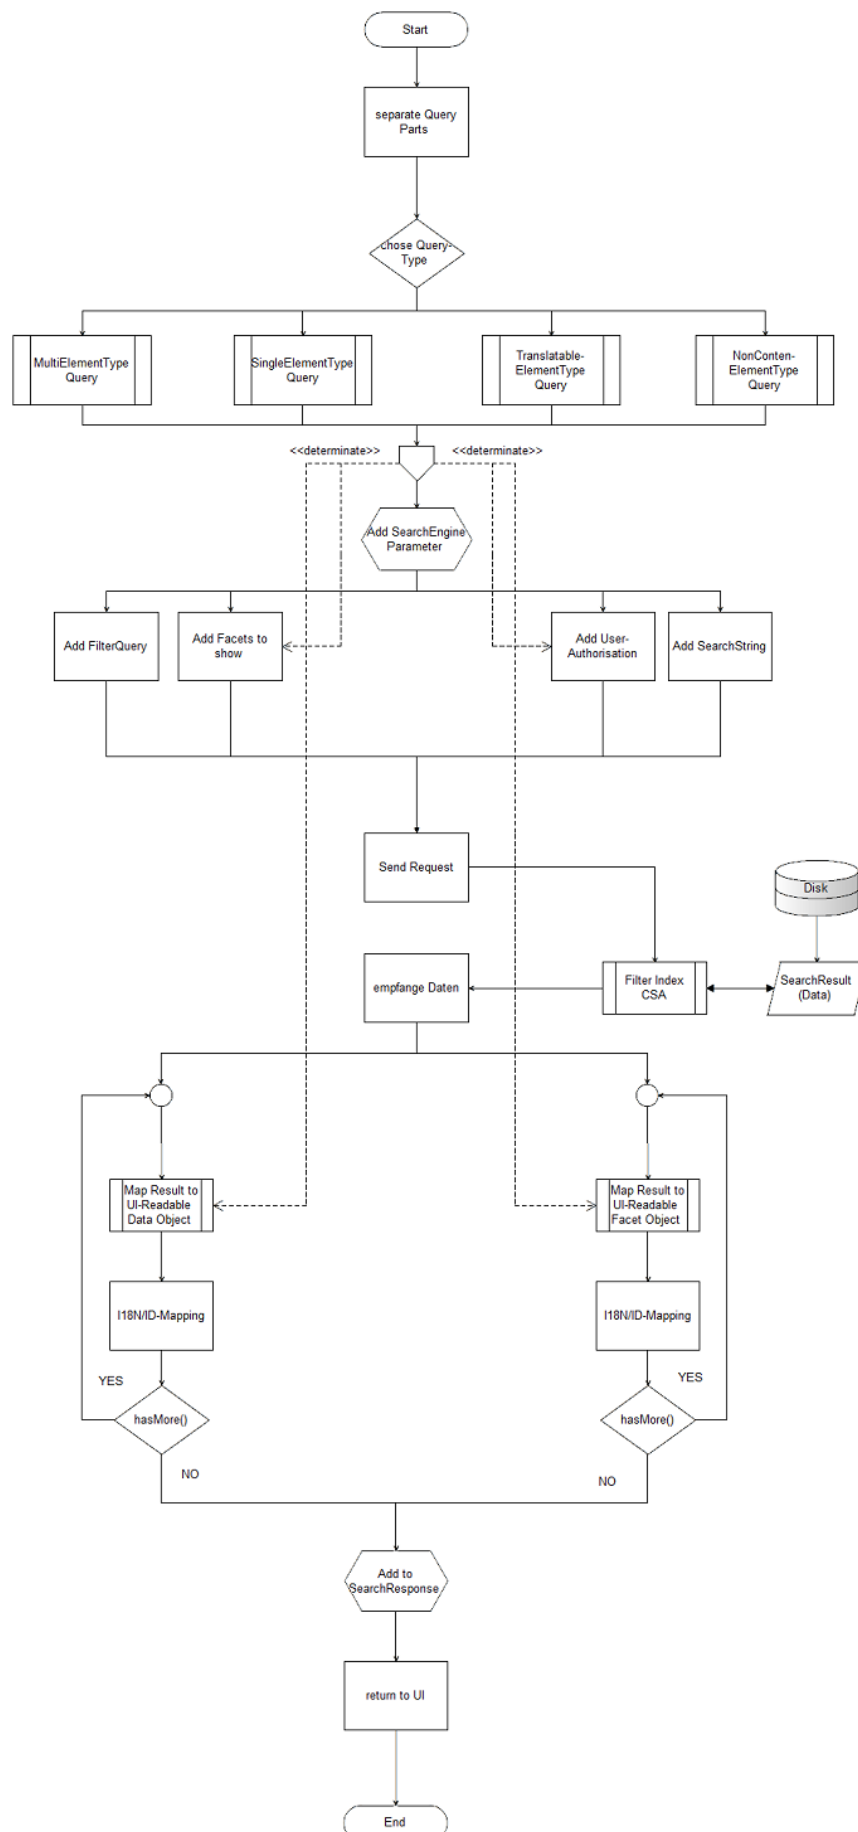 Start
separate Query
Parts
chose Query-
Type
MultiElementType
Query
SingleElementType
Query
Translatable-
ElementType
Query
NonConten-
ElementType
Query
<<determinate>>
<<determinate>>
Add SearchEngine
Parameter
Add FilterQuery
Add Facets to
show
Add User-
Authorisation
Add SearchString
Send Request
Disk
empfange Daten
Filter Index
CSA
SearchResult
(Data)
Map Result to
UI-Readable
Data Object
Map Result to
UI-Readable
Facet Object
I18N/ID-Mapping
I18N/ID-Mapping
YES
YES
hasMore()
hasMore()
NO
NO
Add to
SearchResponse
return to UI
End